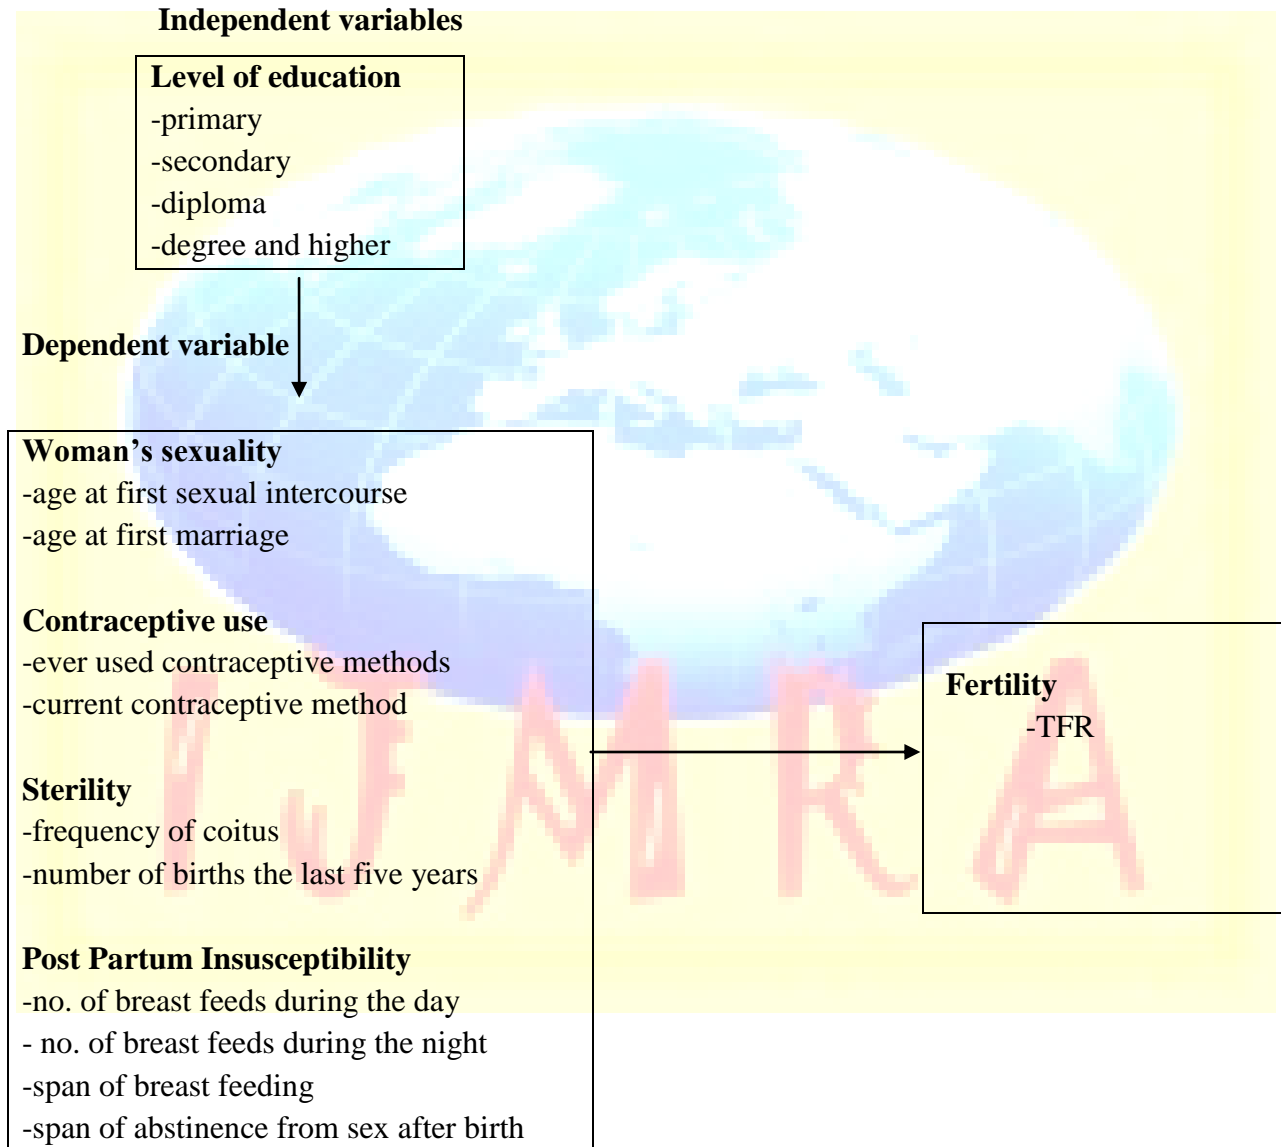 Independent variables
Level of education
-primary
-secondary
-diploma
-degree and higher
Dependent variable
Woman’s sexuality
-age at first sexual intercourse
-age at first marriage
Contraceptive use
-ever used contraceptive methods
-current contraceptive method
Sterility
-frequency of coitus
-number of births the last five years
Post Partum Insusceptibility
-no. of breast feeds during the day
- no. of breast feeds during the night
-span of breast feeding
-span of abstinence from sex after birth
Fertility
-TFR
IJMRA